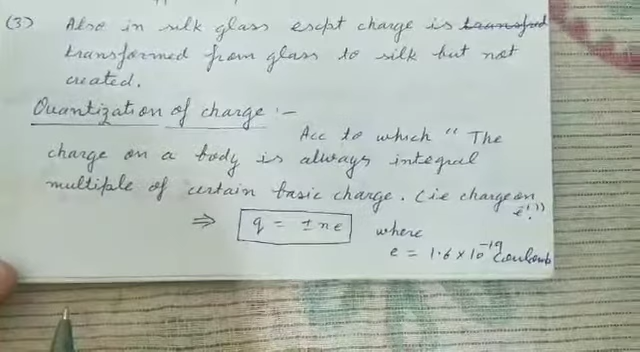 (3) Also in silk glass exspt charge is
transformed from glass to silk but not
created.
Quantization of charge :-
Acc to which " The
charge on a body is always integral
multiple of certain basic charge. (ie charge on
e⁻)"
⇒ q = ± ne where
e = 1.6 × 10⁻¹⁹ Coulomb